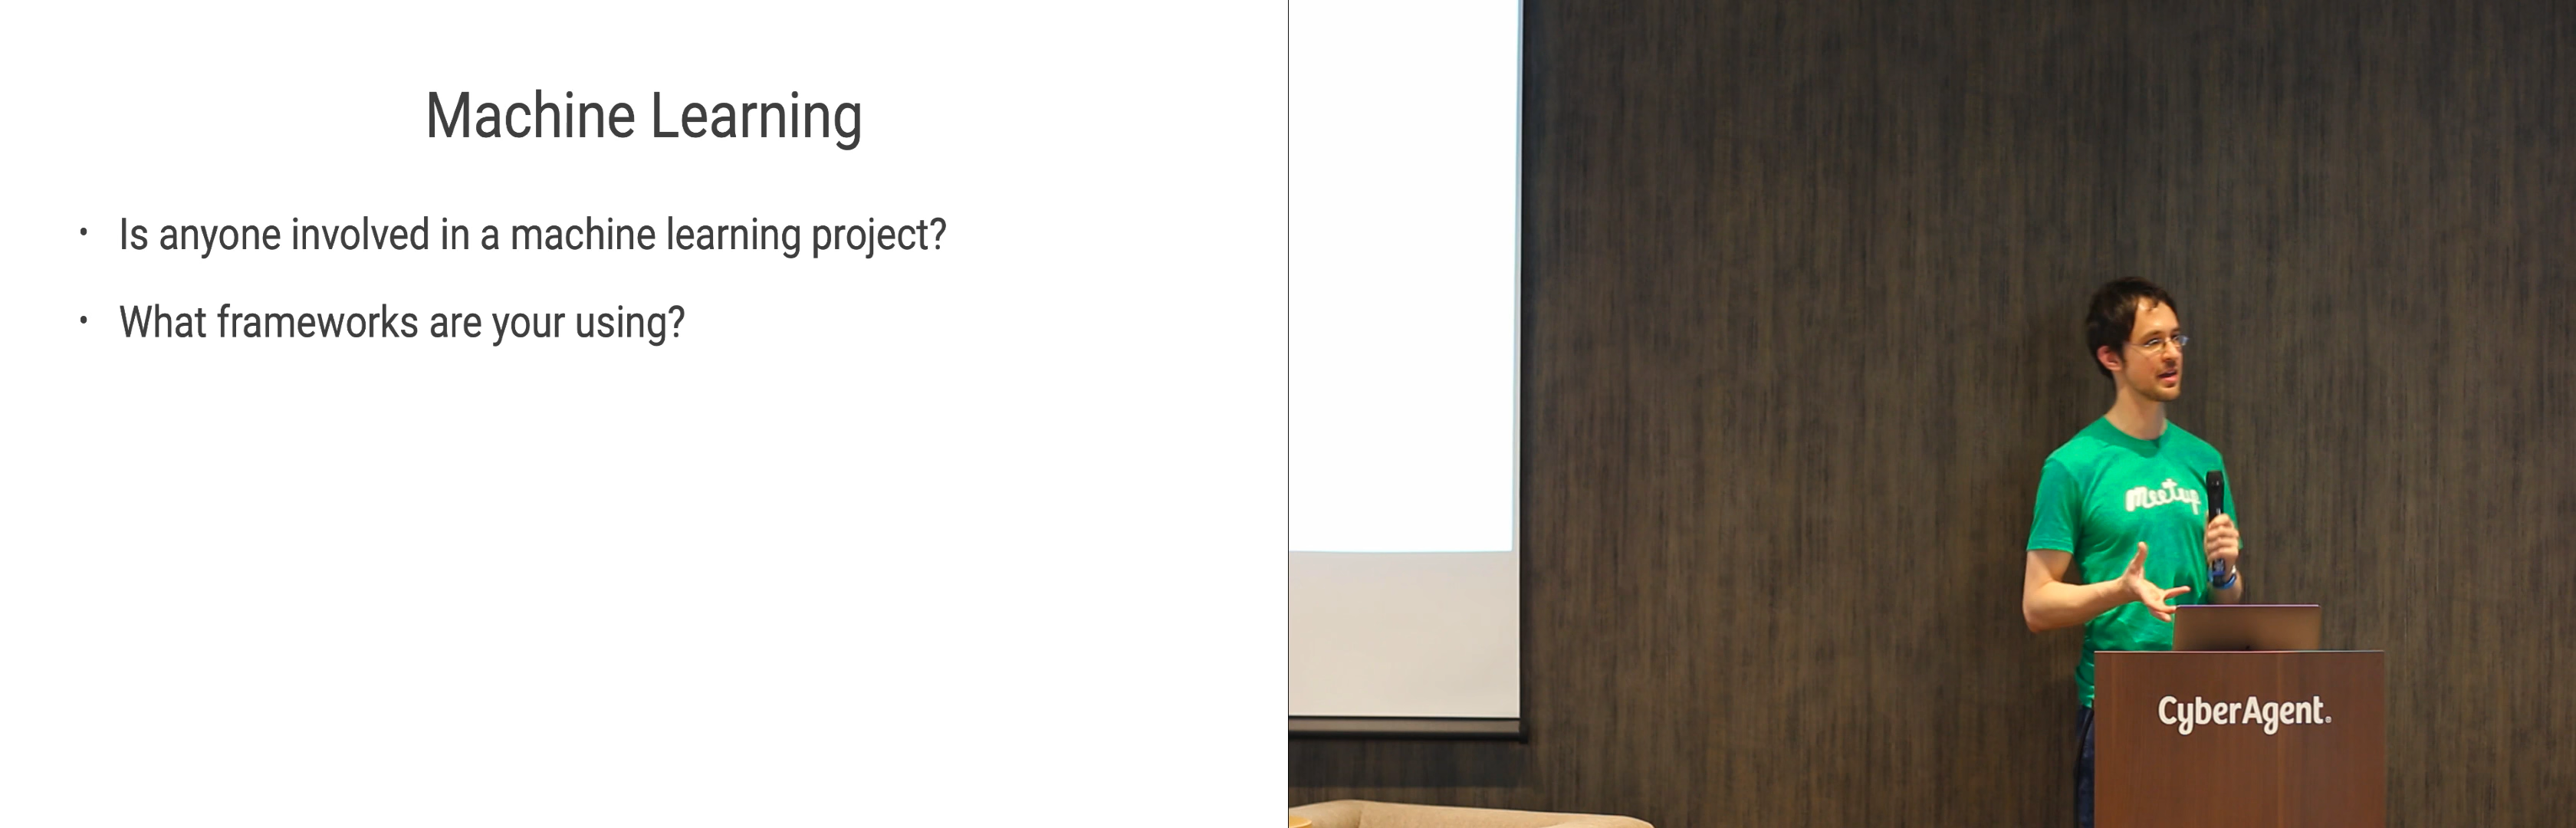 Machine Learning
• Is anyone involved in a machine learning project?
• What frameworks are your using?
Meetup
CyberAgent.